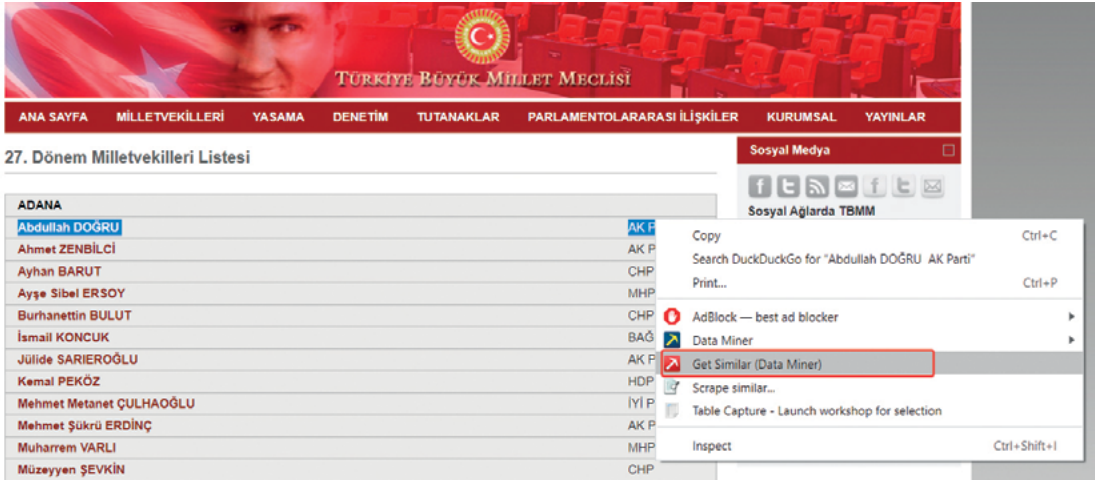 TÜRKİYE BÜYÜK MİLLET MECLİSİ
ANA SAYFA MİLLETVEKİLLERİ YASAMA DENETİM TUTANAKLAR PARLAMENTOLARARASI İLİŞKİLER KURUMSAL YAYINLAR
27. Dönem Milletvekilleri Listesi
Sosyal Medya
Sosyal Ağlarda TBMM
ADANA
Abdullah DOĞRU AK P
Ahmet ZENBİLCİ AK P
Ayhan BARUT CHP
Ayşe Sibel ERSOY MHP
Burhanettin BULUT CHP
İsmail KONCUK BAĞ
Jülide SARIEROĞLU AK P
Kemal PEKÖZ HDP
Mehmet Metanet ÇULHAOĞLU İYİ P
Mehmet Şükrü ERDİNÇ AK P
Muharrem VARLI MHP
Müzeyyen ŞEVKİN CHP
Copy Ctrl+C
Search DuckDuckGo for "Abdullah DOĞRU AK Parti"
Print... Ctrl+P
AdBlock — best ad blocker
Data Miner
Get Similar (Data Miner)
Scrape similar...
Table Capture - Launch workshop for selection
Inspect Ctrl+Shift+I